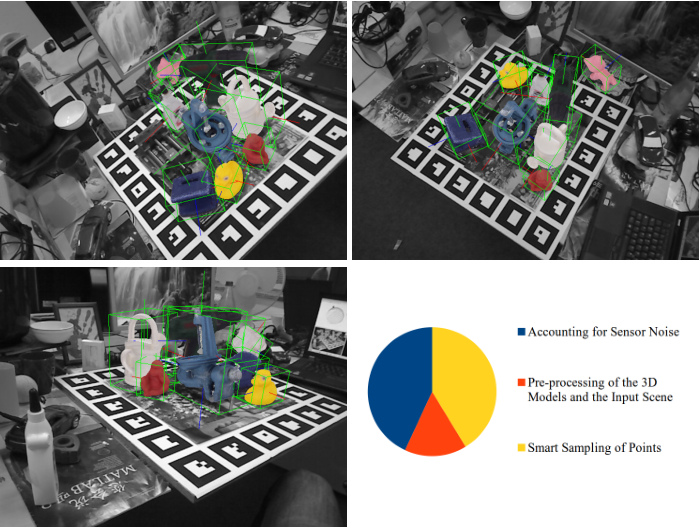 Accounting for Sensor Noise
Pre-processing of the 3D
Models and the Input Scene
Smart Sampling of Points
MATLAB